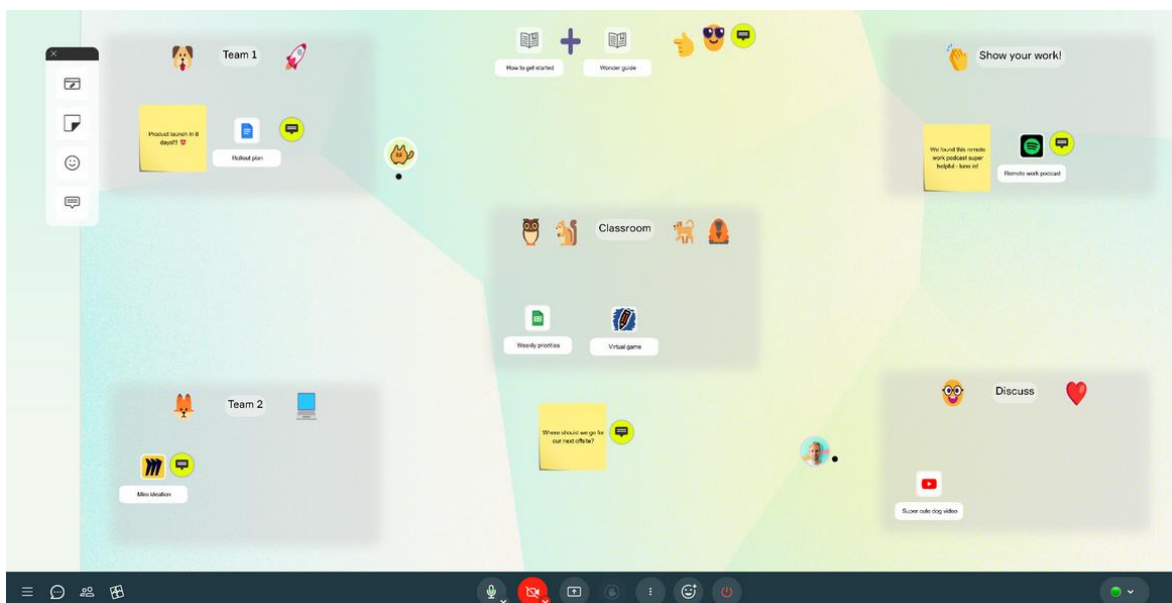 Team 1
Product launch in 8
days!!!
Rollout plan
How to get started
Wonder guide
Show your work!
We found this remote
work podcast super
helpful - tune in!
Remote work podcast
Classroom
Weekly priorities
Virtual game
Team 2
Miro ideation
Where should we go for
our next offsite?
Discuss
Super cute dog video